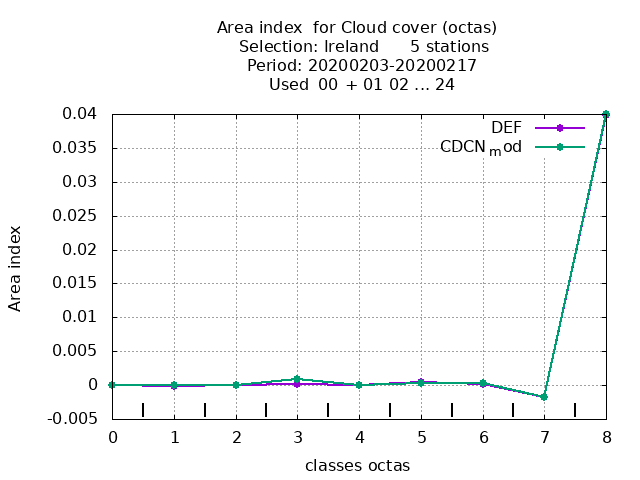 Area index  for Cloud cover (octas)
Selection: Ireland      5 stations
Period: 20200203-20200217
Used  00 + 01 02 ... 24
0.04
0.035
0.03
0.025
0.02
0.015
0.01
0.005
0
-0.005
Area index
DEF
CDCNmod
0 1 2 3 4 5 6 7 8
classes octas